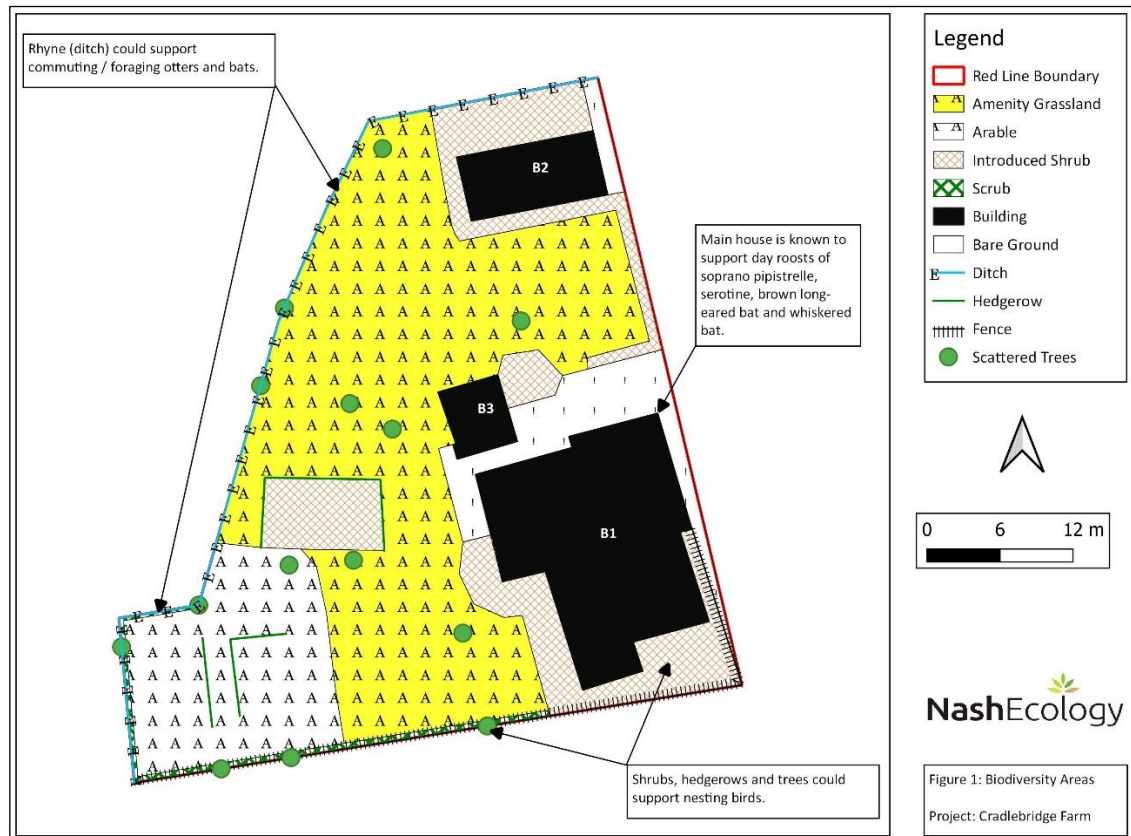 Rhyne (ditch) could support
commuting / foraging otters and bats.
B2
Main house is known to
support day roosts of
soprano pipistrelle,
serotine, brown long-
eared bat and whiskered
bat.
B3
B1
Shrubs, hedgerows and trees could
support nesting birds.
Legend
Red Line Boundary
A A Amenity Grassland
A A Arable
Introduced Shrub
Scrub
Building
Bare Ground
E Ditch
Hedgerow
Fence
Scattered Trees
0 6 12 m
NashEcology
Figure 1: Biodiversity Areas
Project: Cradlebridge Farm